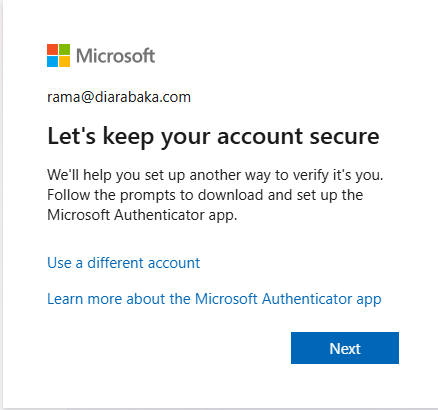 Microsoft
rama@diarabaka.com
Let's keep your account secure
We'll help you set up another way to verify it's you.
Follow the prompts to download and set up the
Microsoft Authenticator app.
Use a different account
Learn more about the Microsoft Authenticator app
Next